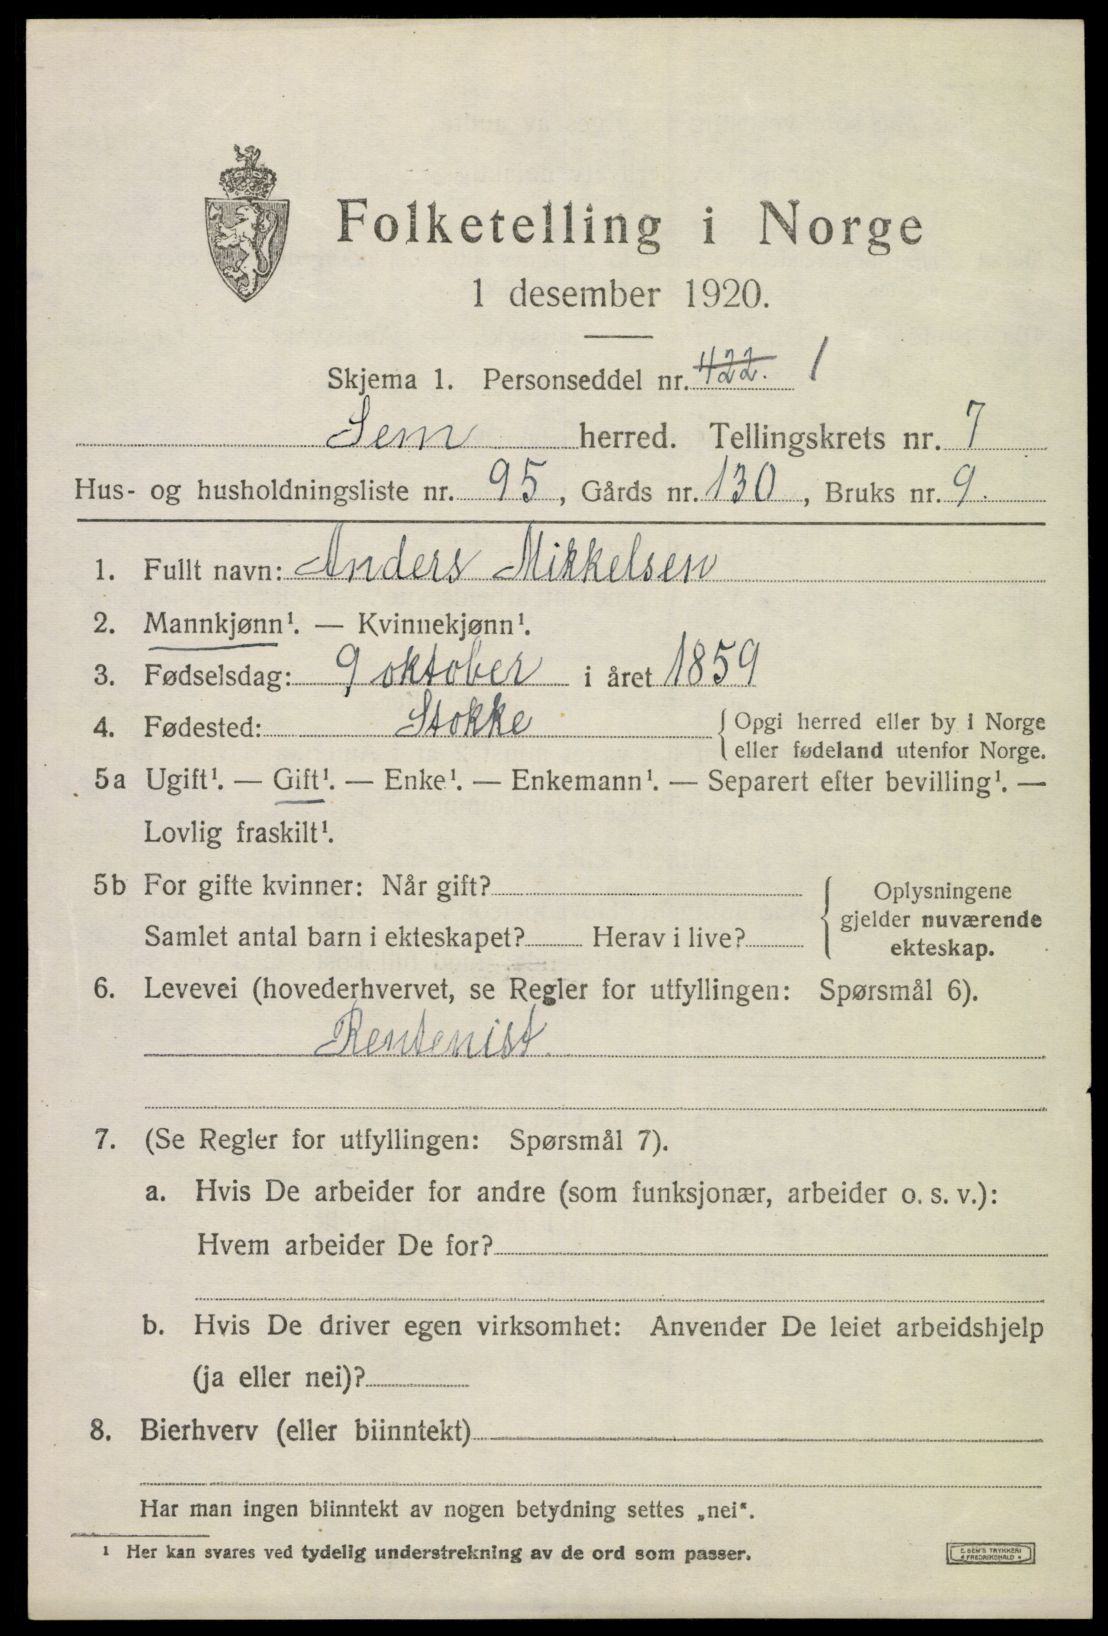 Folketelling i Norge
1 desember 1920.
Skjema 1. Personseddel nr. 422. 1
Sem herred. Tellingskrets nr. 7
Hus- og husholdningsliste nr. 95, Gårds nr. 130, Bruks nr. 9.
1. Fullt navn: Anders Mikkelsen
2. Mannkjønn¹. — Kvinnekjønn¹.
3. Fødselsdag: 9 oktober i året 1859
4. Fødested: Stokke { Opgi herred eller by i Norge
eller fødeland utenfor Norge.
5a Ugift¹. — Gift¹. — Enke¹. — Enkemann¹. — Separert efter bevilling¹. —
Lovlig fraskilt¹.
5b For gifte kvinner: Når gift? { Oplysningene
gjelder nuværende
Samlet antal barn i ekteskapet? Herav i live?
ekteskap.
6. Levevei (hovederhvervet, se Regler for utfyllingen: Spørsmål 6).
Rentenist
7. (Se Regler for utfyllingen: Spørsmål 7).
a. Hvis De arbeider for andre (som funksjonær, arbeider o. s. v.):
Hvem arbeider De for?
b. Hvis De driver egen virksomhet: Anvender De leiet arbeidshjelp
(ja eller nei)?
8. Bierhverv (eller biinntekt)
Har man ingen biinntekt av nogen betydning settes „nei“.
¹ Her kan svares ved tydelig understrekning av de ord som passer.
E. SEM'S TRYKKERI
FREDRIKSHALD